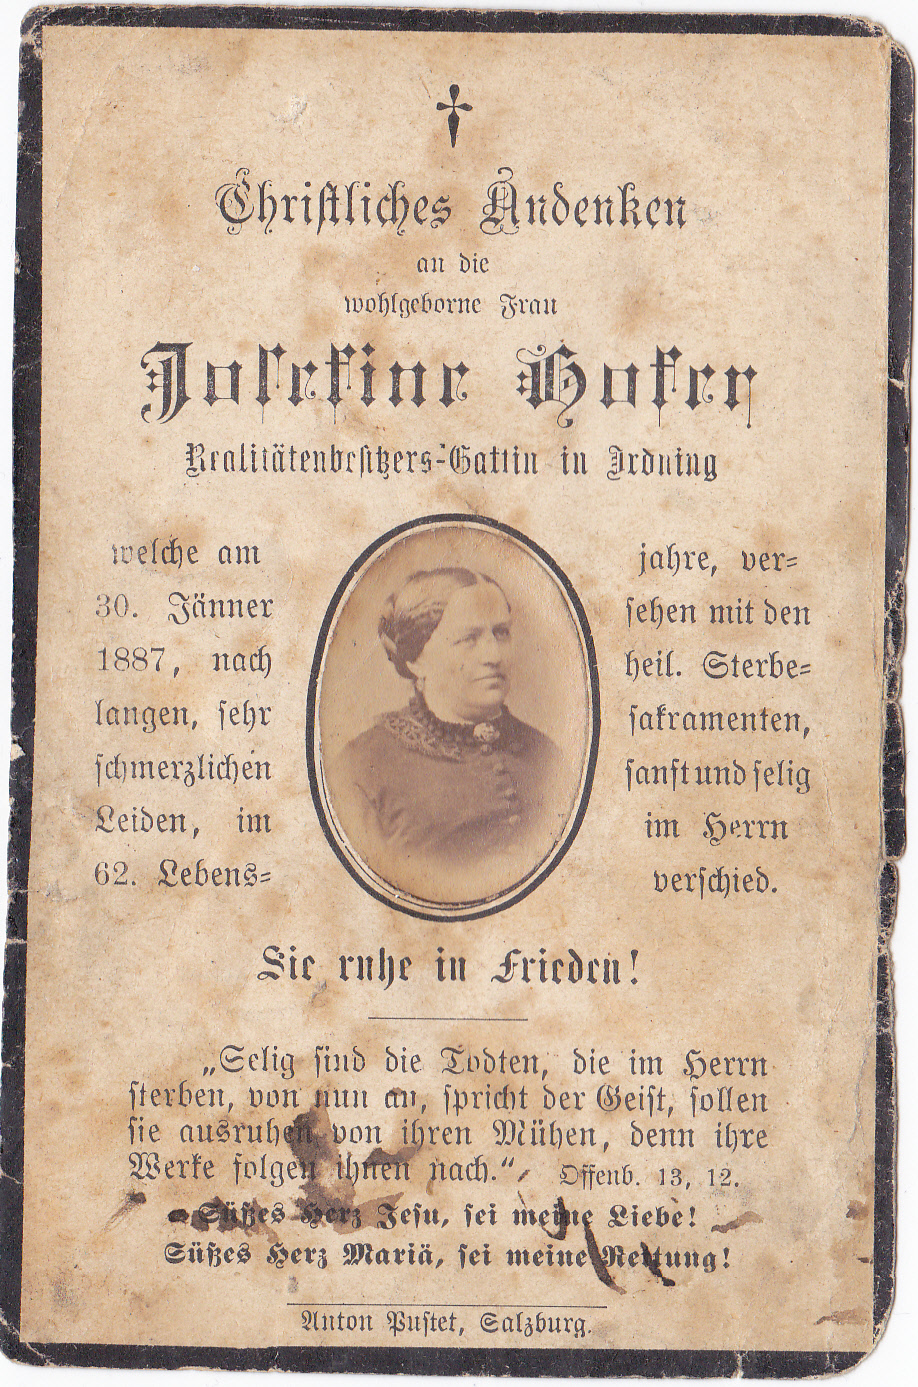 Christliches Andenken
an die
wohlgeborne Frau
Josefine Hofer
Realitätenbesitzers-Gattin in Irdning
welche am
30. Jänner
1887, nach
langen, sehr
schmerzlichen
Leiden, im
62. Lebens-
jahre, ver-
sehen mit den
heil. Sterbe-
sakramenten,
sanft und selig
im Herrn
verschied.
Sie ruhe in Frieden!
„Selig sind die Todten, die im Herrn
sterben, von nun an, spricht der Geist, sollen
sie ausruhen von ihren Mühen, denn ihre
Werke folgen ihnen nach.“ Offenb. 13, 12.
Süßes Herz Jesu, sei meine Liebe!
Süßes Herz Mariä, sei meine Rettung!
Anton Pustet, Salzburg.